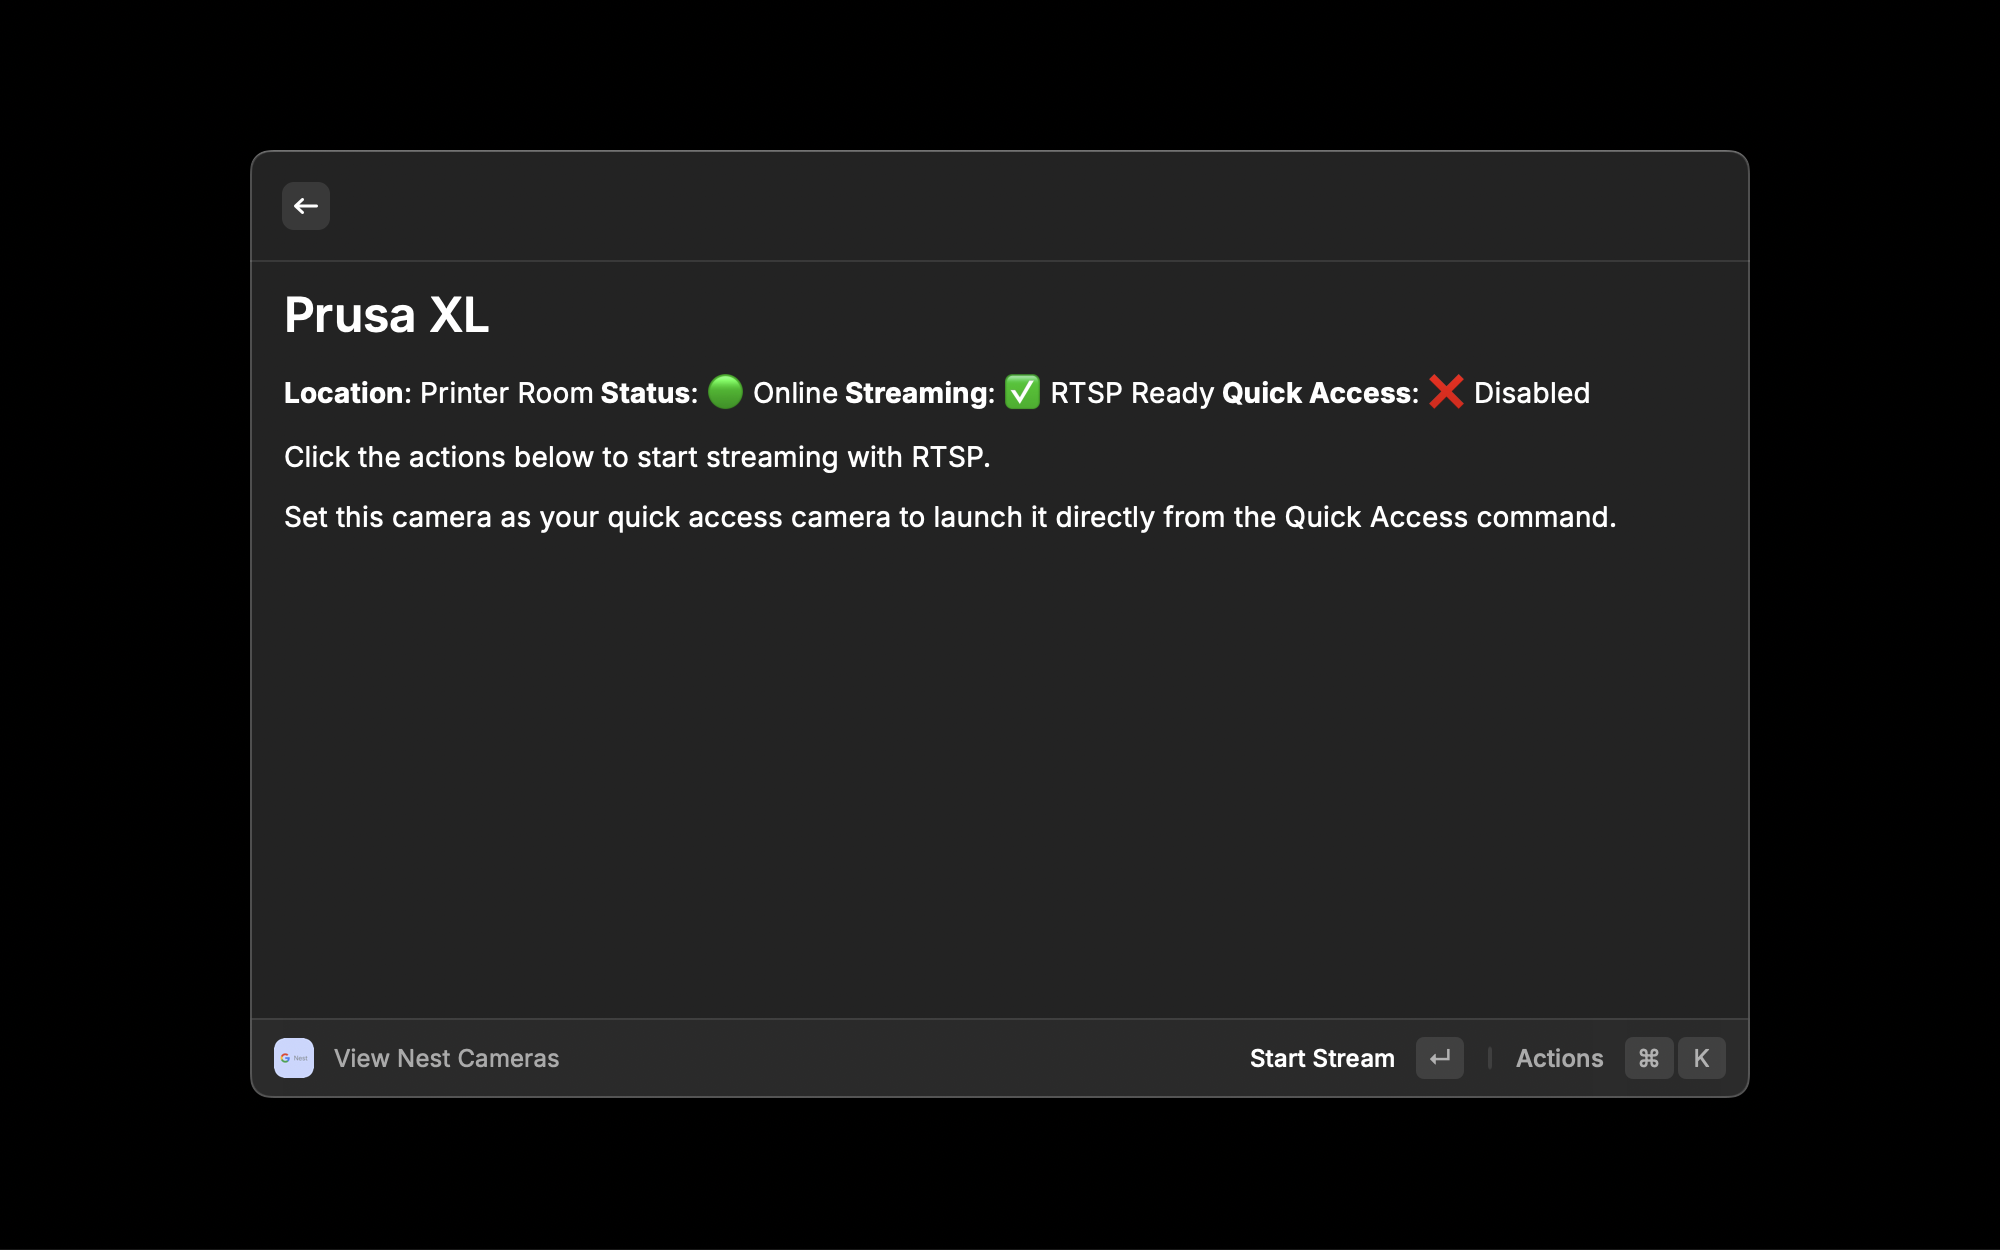 Prusa XL
Location: Printer Room Status: 🟢 Online Streaming: ✅ RTSP Ready Quick Access: ❌ Disabled
Click the actions below to start streaming with RTSP.
Set this camera as your quick access camera to launch it directly from the Quick Access command.
G Nest View Nest Cameras Start Stream ↵ Actions ⌘ K